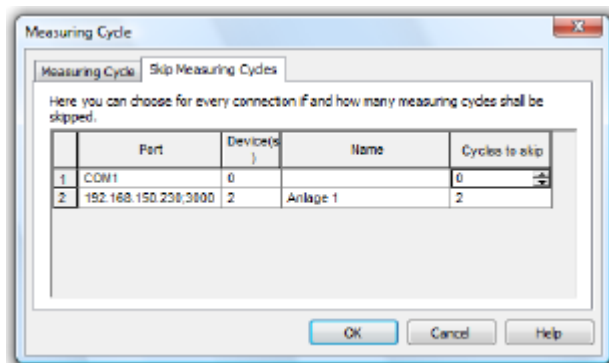 Measuring Cycle
Measuring Cycle Skip Measuring Cycles
Here you can choose for every connection if and how many measuring cycles shall be
skipped.
Port Device(s) Name Cycles to skip
1 COM1 0 0
2 192.168.150.230;3000 2 Anlage 1 2
OK Cancel Help